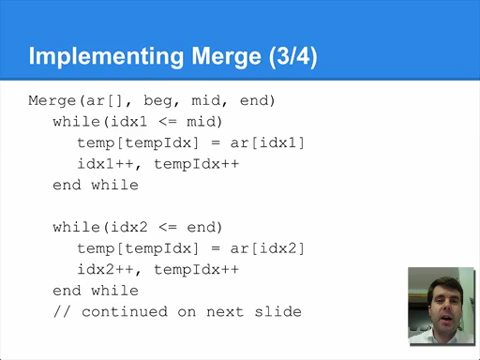 Implementing Merge (3/4)
Merge(ar[], beg, mid, end)
while(idx1 <= mid)
temp[tempIdx] = ar[idx1]
idx1++, tempIdx++
end while
while(idx2 <= end)
temp[tempIdx] = ar[idx2]
idx2++, tempIdx++
end while
// continued on next slide